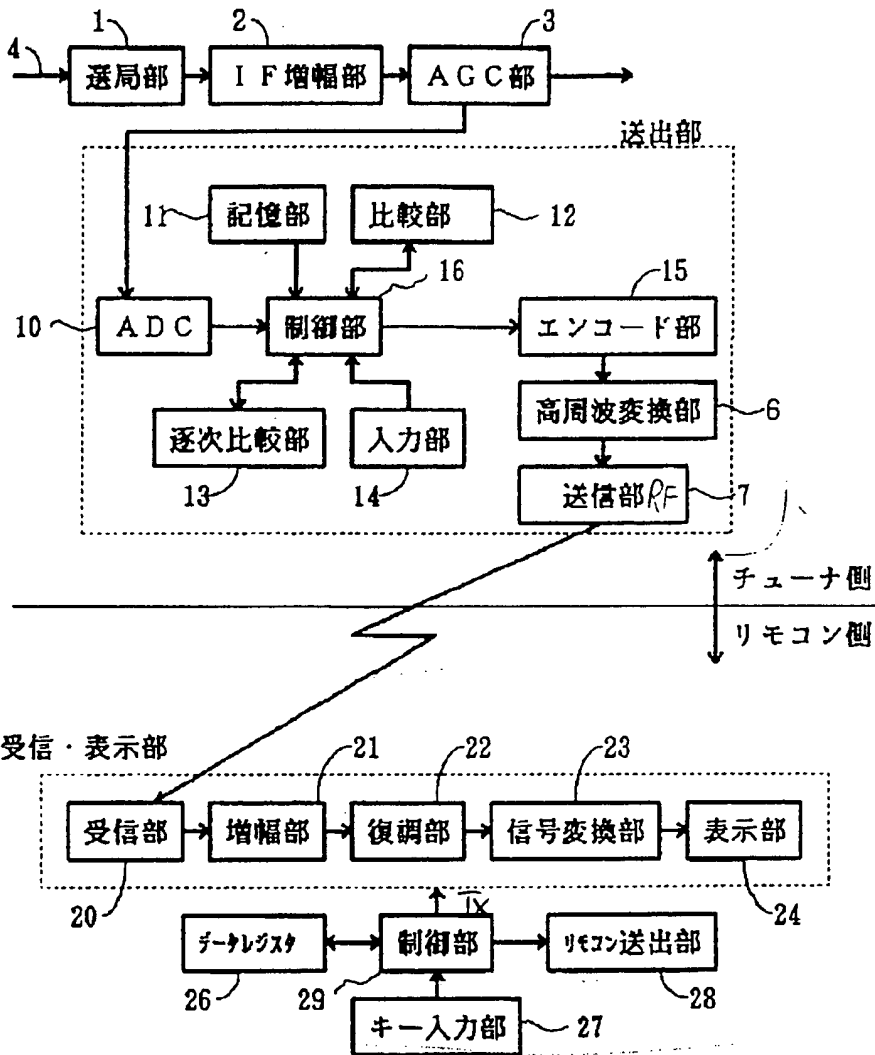 1 2 3
4 選局部 IF増幅部 AGC部
送出部
11 記憶部 比較部 12
16 15
10 ADC 制御部 エンコード部
高周波変換部 6
逐次比較部 入力部
13 14 送信部RF 7
チューナ側
リモコン側
受信・表示部
21 22 23
受信部 増幅部 復調部 信号変換部 表示部
20 24
TX
データレジスタ 制御部 リモコン送出部
26 29 28
キー入力部 27